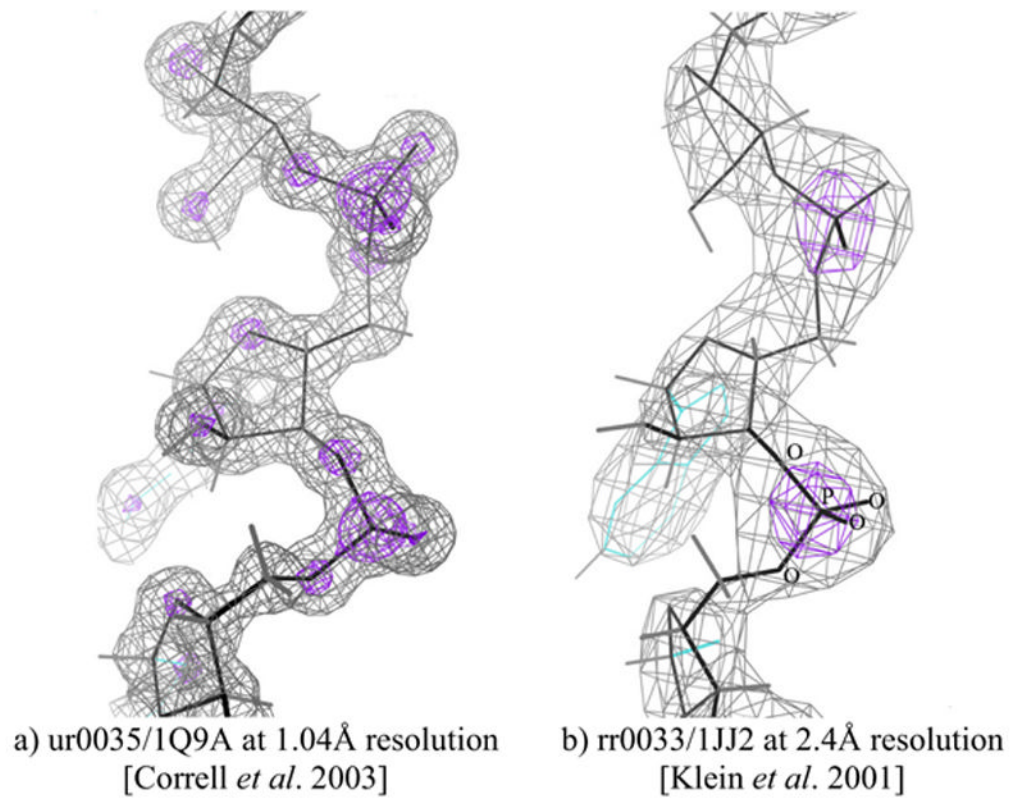 O
P
O
O
O
a) ur0035/1Q9A at 1.04Å resolution
[Correll et al. 2003]
b) rr0033/1JJ2 at 2.4Å resolution
[Klein et al. 2001]